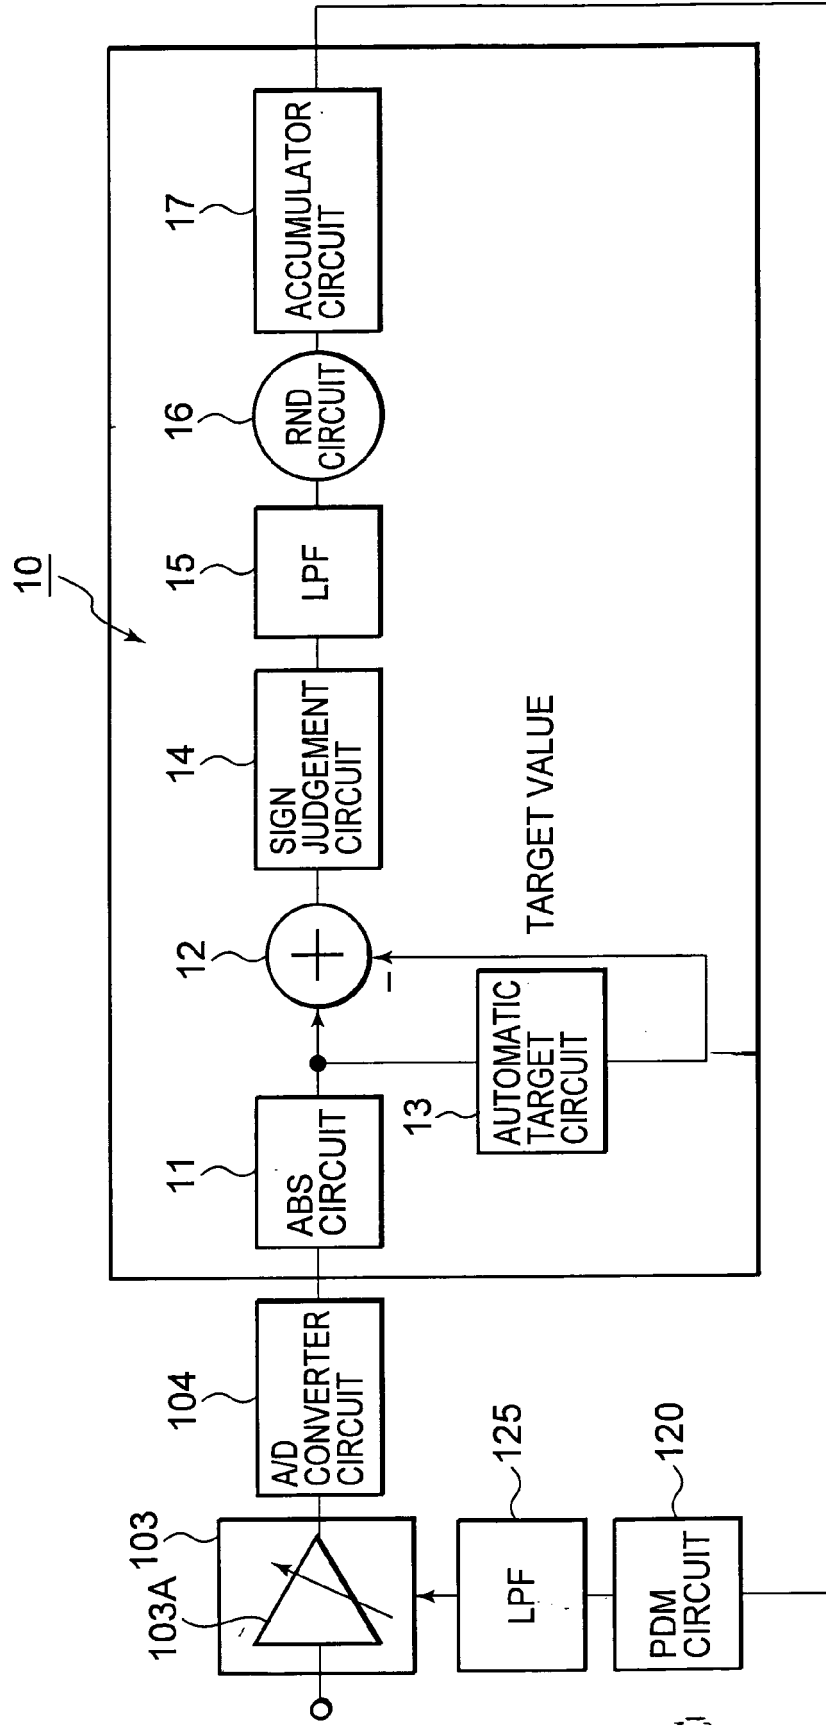 10
103
103A
104
A/D
CONVERTER
CIRCUIT
11
ABS
CIRCUIT
12
+
−
13
AUTOMATIC
TARGET
CIRCUIT
TARGET VALUE
14
SIGN
JUDGEMENT
CIRCUIT
15
LPF
16
RND
CIRCUIT
17
ACCUMULATOR
CIRCUIT
125
LPF
120
PDM
CIRCUIT